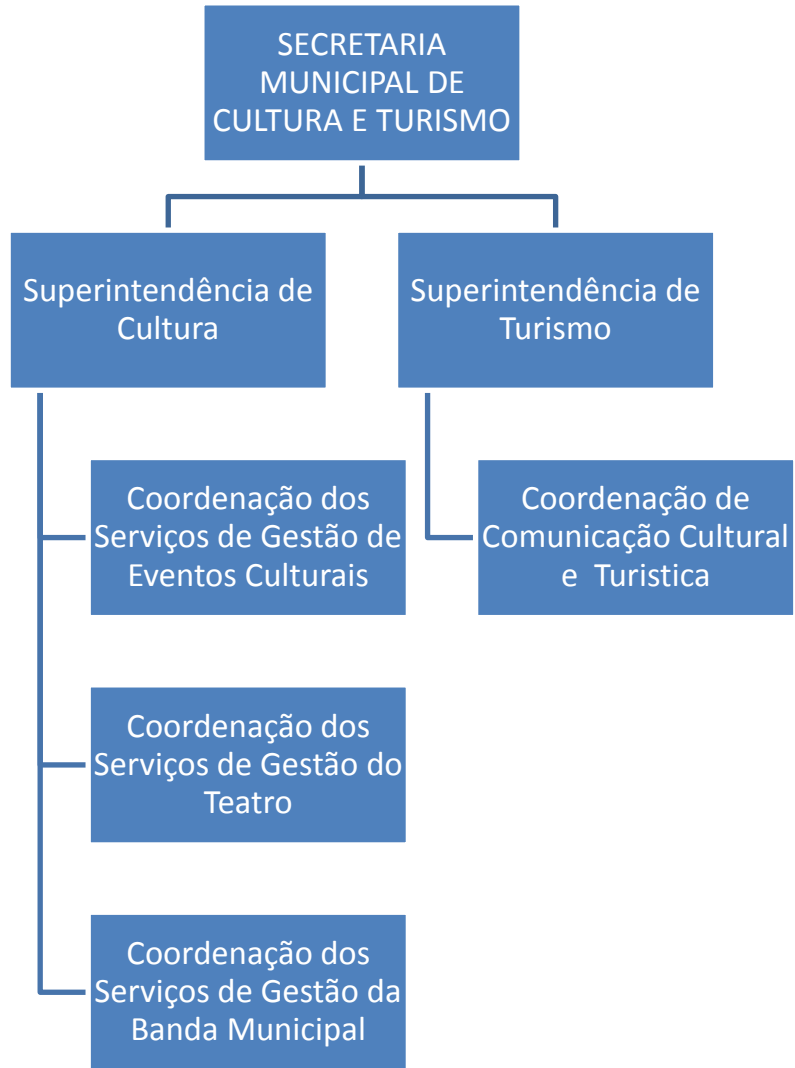 SECRETARIA
MUNICIPAL DE
CULTURA E TURISMO
Superintendência de
Cultura
Superintendência de
Turismo
Coordenação dos
Serviços de Gestão de
Eventos Culturais
Coordenação de
Comunicação Cultural
e  Turistica
Coordenação dos
Serviços de Gestão do
Teatro
Coordenação dos
Serviços de Gestão da
Banda Municipal